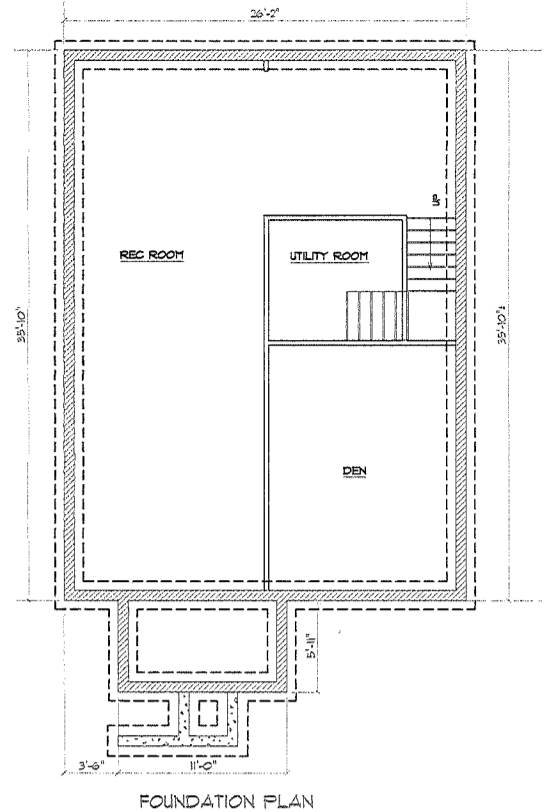 26'-2"
UP
REC ROOM
UTILITY ROOM
35'-10"
35'-10"
DEN
5'-11"
3'-6"
11'-0"
FOUNDATION PLAN